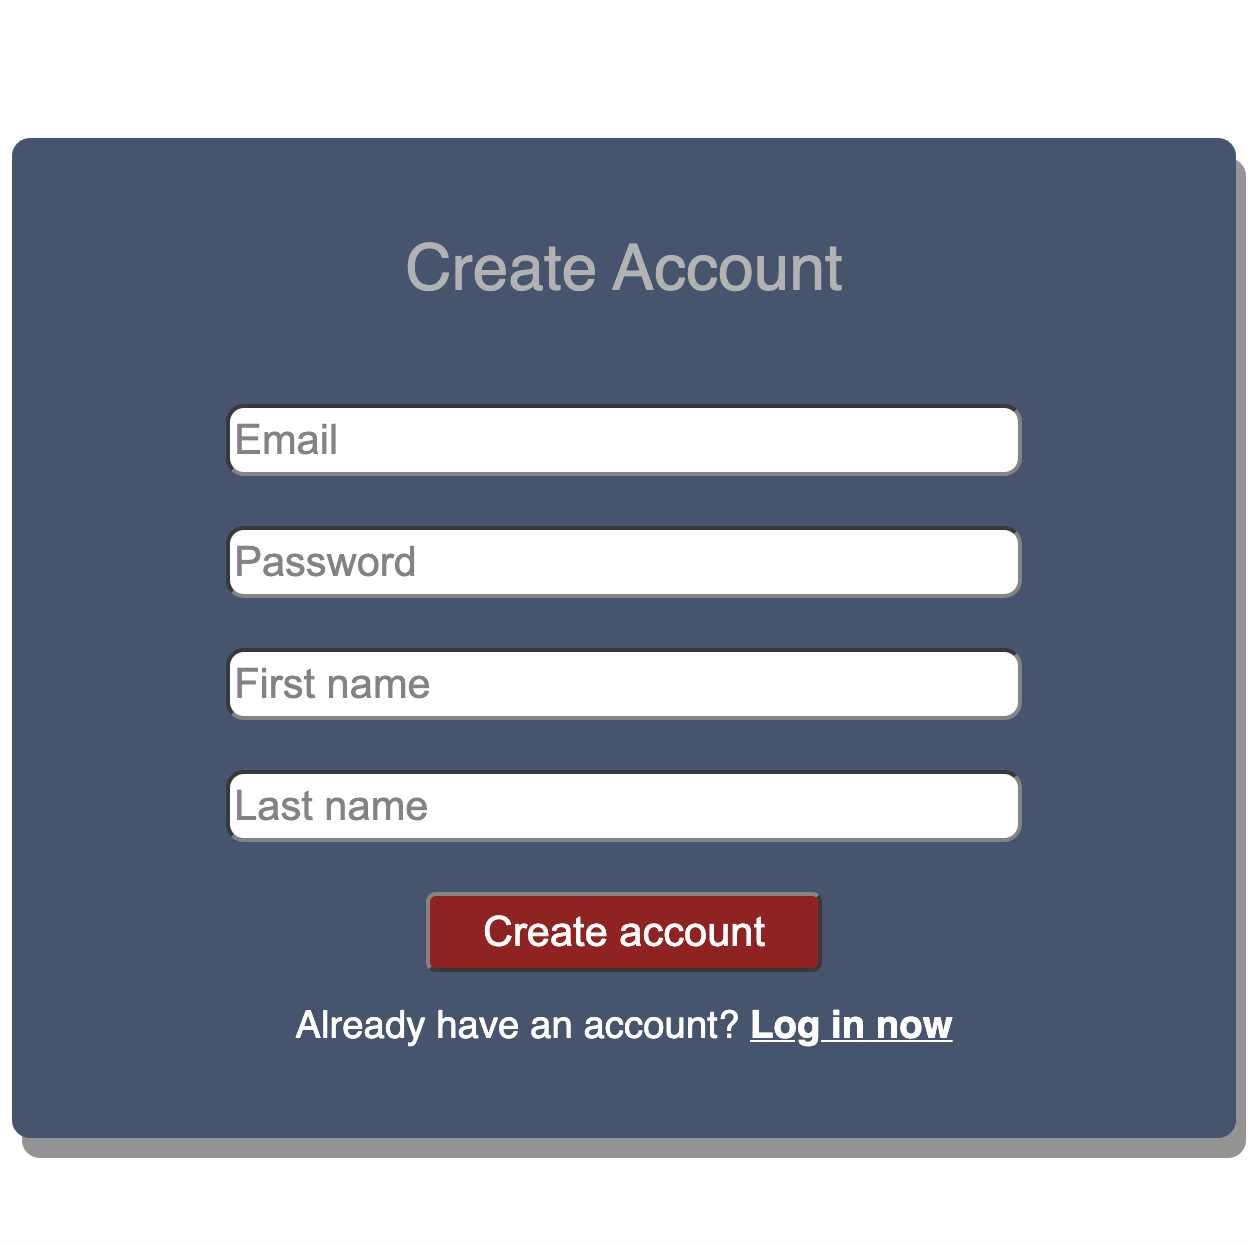 Create Account
Email
Password
First name
Last name
Create account
Already have an account? Log in now